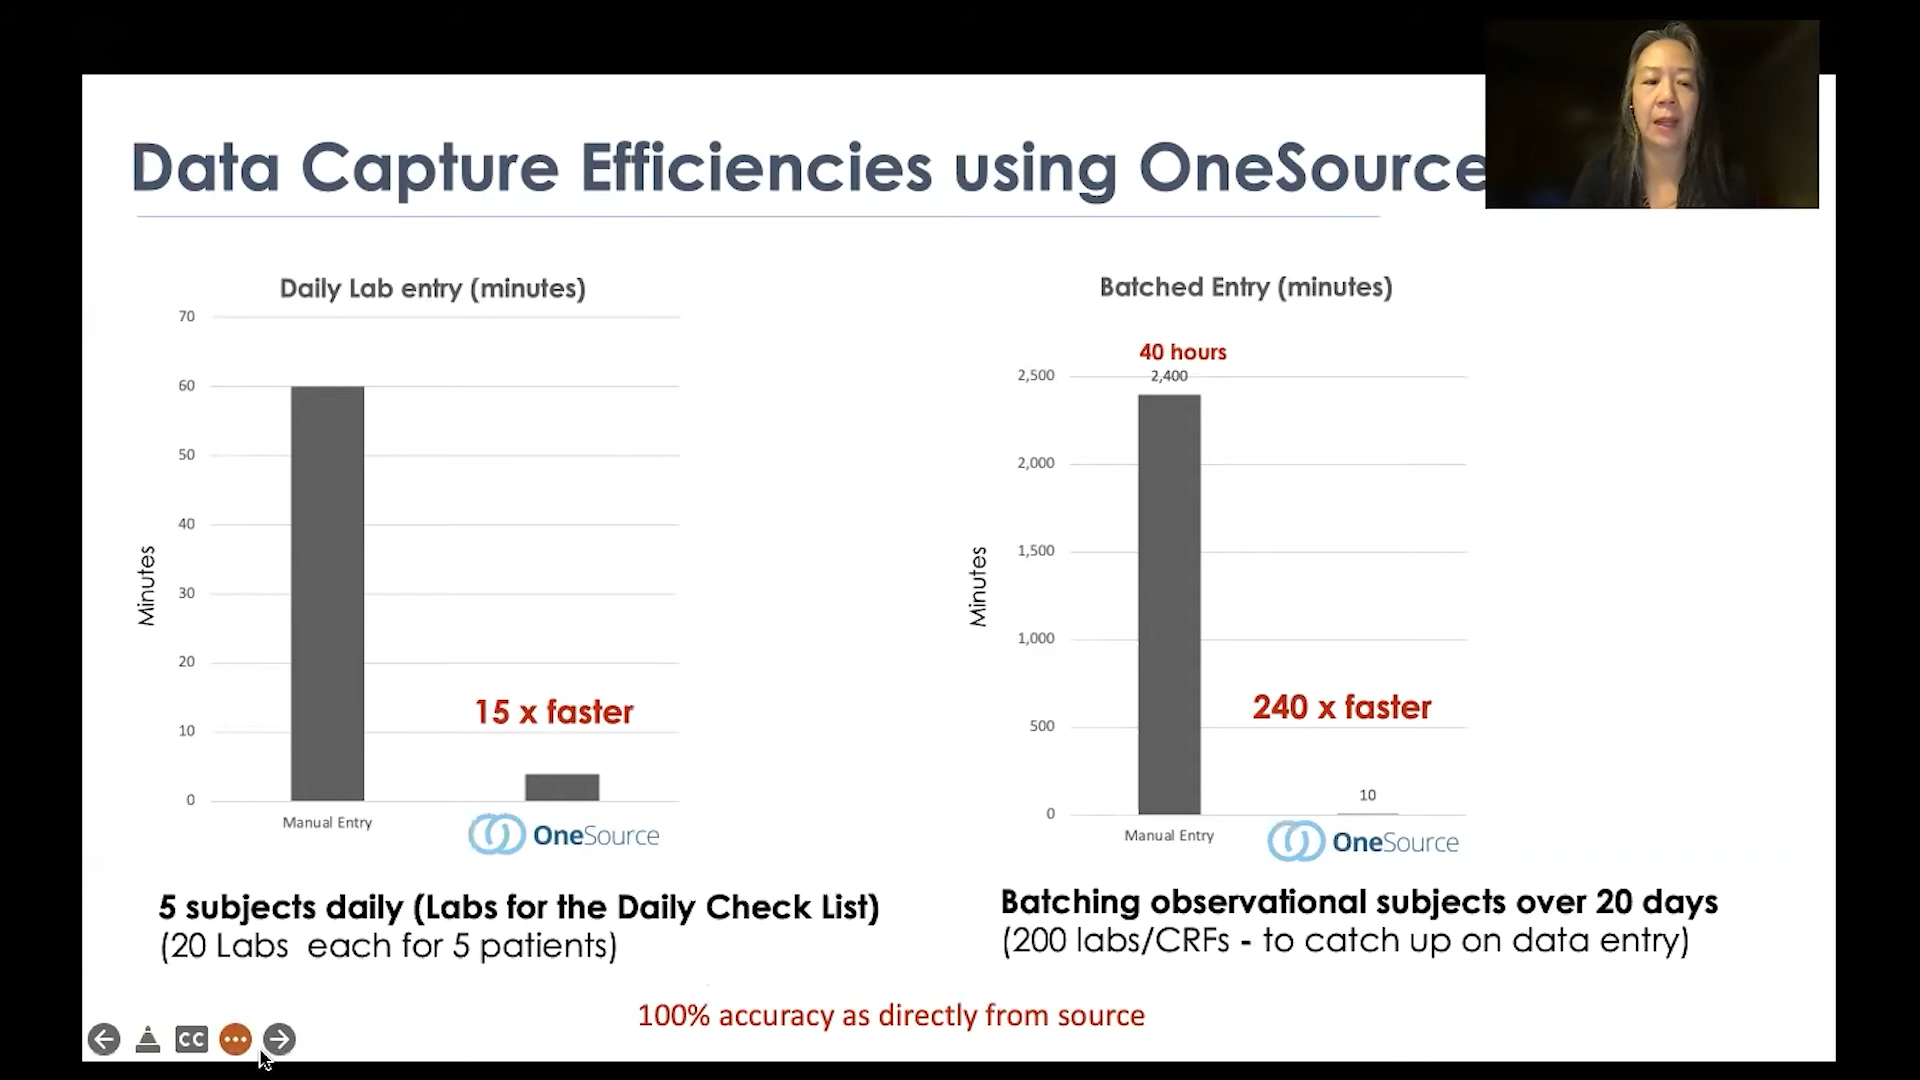 Data Capture Efficiencies using OneSource
Daily Lab entry (minutes)
70
60
50
40
30
20
10
0
Minutes
15 x faster
Manual Entry
OneSource
5 subjects daily (Labs for the Daily Check List)
(20 Labs each for 5 patients)
Batched Entry (minutes)
40 hours
2,400
2,500
2,000
1,500
1,000
500
0
Minutes
240 x faster
10
Manual Entry
OneSource
Batching observational subjects over 20 days
(200 labs/CRFs - to catch up on data entry)
100% accuracy as directly from source
CC